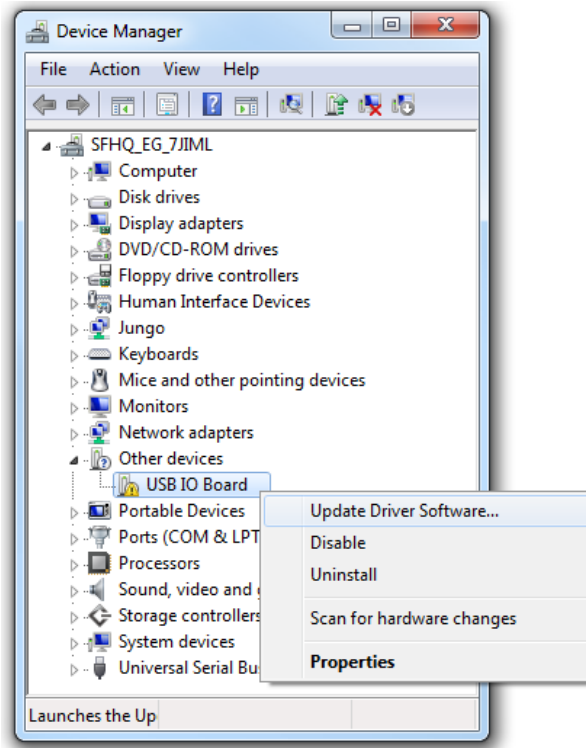 Device Manager
File Action View Help
SFHQ_EG_7JIML
Computer
Disk drives
Display adapters
DVD/CD-ROM drives
Floppy drive controllers
Human Interface Devices
Jungo
Keyboards
Mice and other pointing devices
Monitors
Network adapters
Other devices
USB IO Board
Portable Devices
Ports (COM & LPT
Processors
Sound, video and
Storage controllers
System devices
Universal Serial Bu
Update Driver Software...
Disable
Uninstall
Scan for hardware changes
Properties
Launches the Up